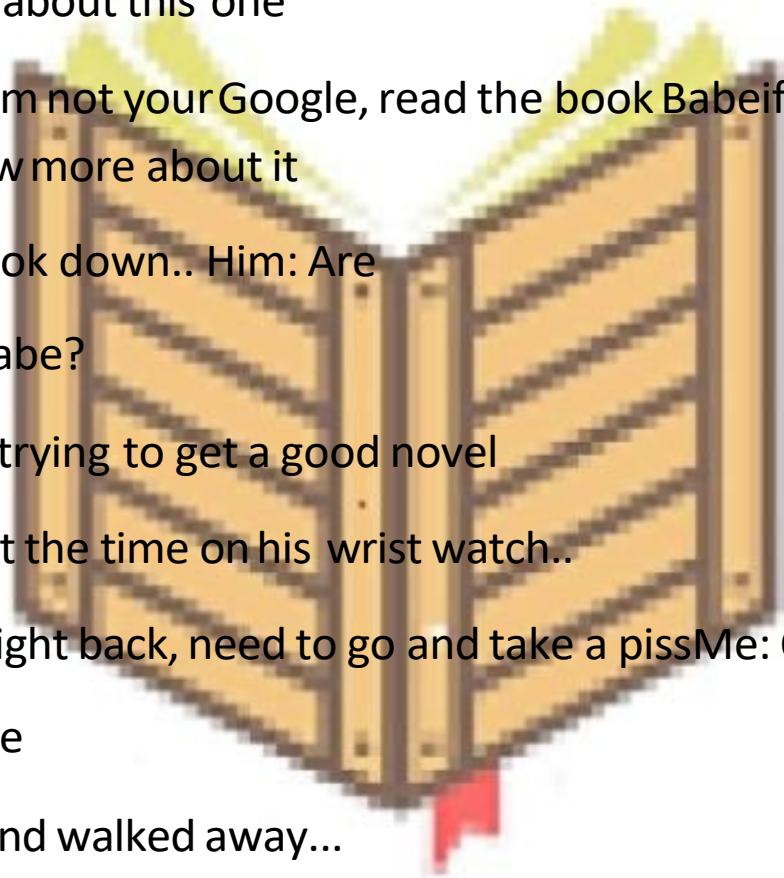 about this one
m not your Google, read the book Babe if
w more about it
ok down.. Him: Are
abe?
trying to get a good novel
t the time on his wrist watch..
ight back, need to go and take a pissMe:
e
nd walked away...